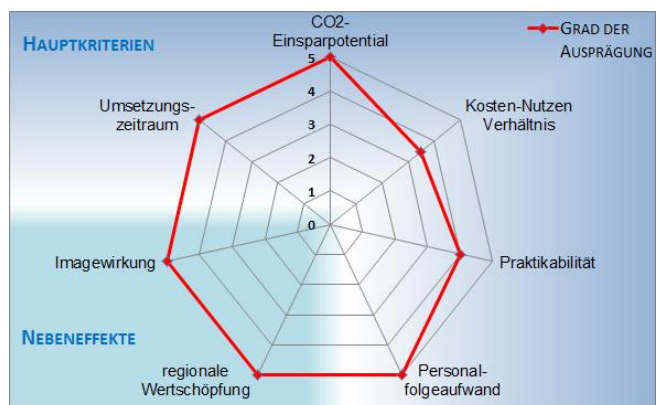 HAUPTKRITERIEN
CO2-
Einsparpotential
GRAD DER
AUSPRÄGUNG
Umsetzungs-
zeitraum
Kosten-Nutzen
Verhältnis
5
4
3
2
1
0
Imagewirkung
Praktikabilität
NEBENEFFEKTE
regionale
Wertschöpfung
Personal-
folgeaufwand